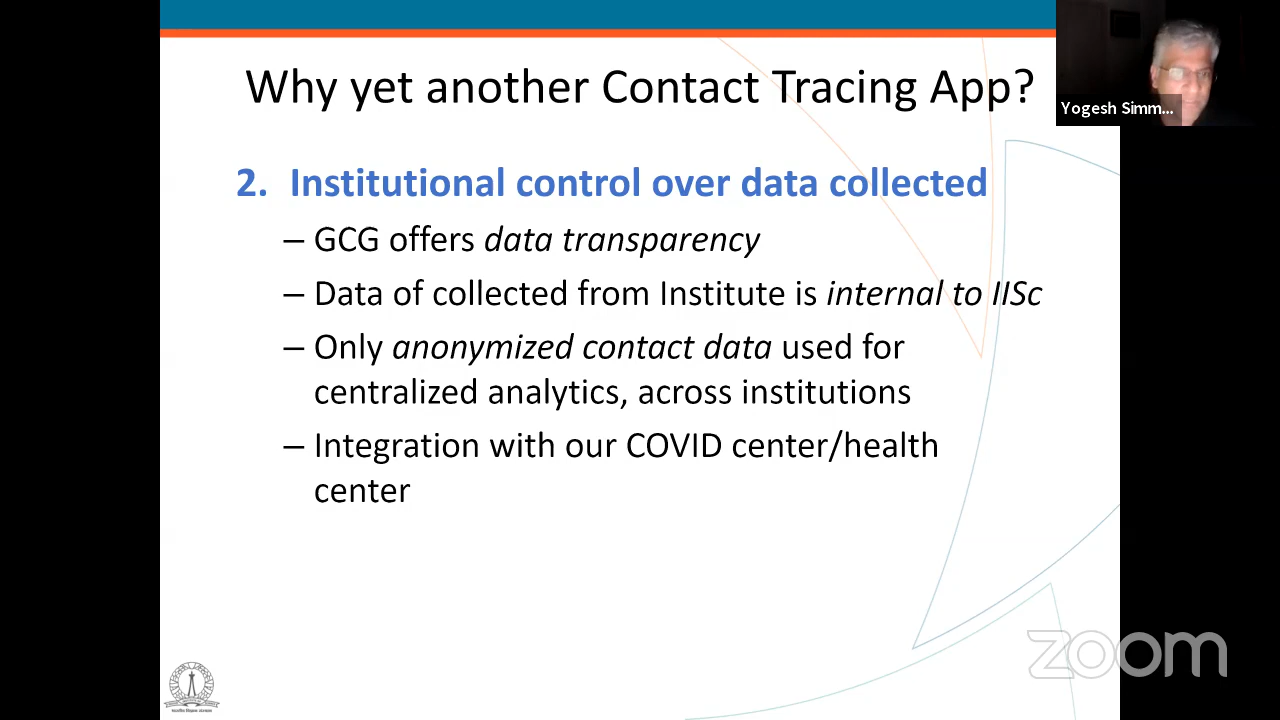 Why yet another Contact Tracing App?
Yogesh Simm...
2. Institutional control over data collected
– GCG offers data transparency
– Data of collected from Institute is internal to IISc
– Only anonymized contact data used for
centralized analytics, across institutions
– Integration with our COVID center/health
center
zoom